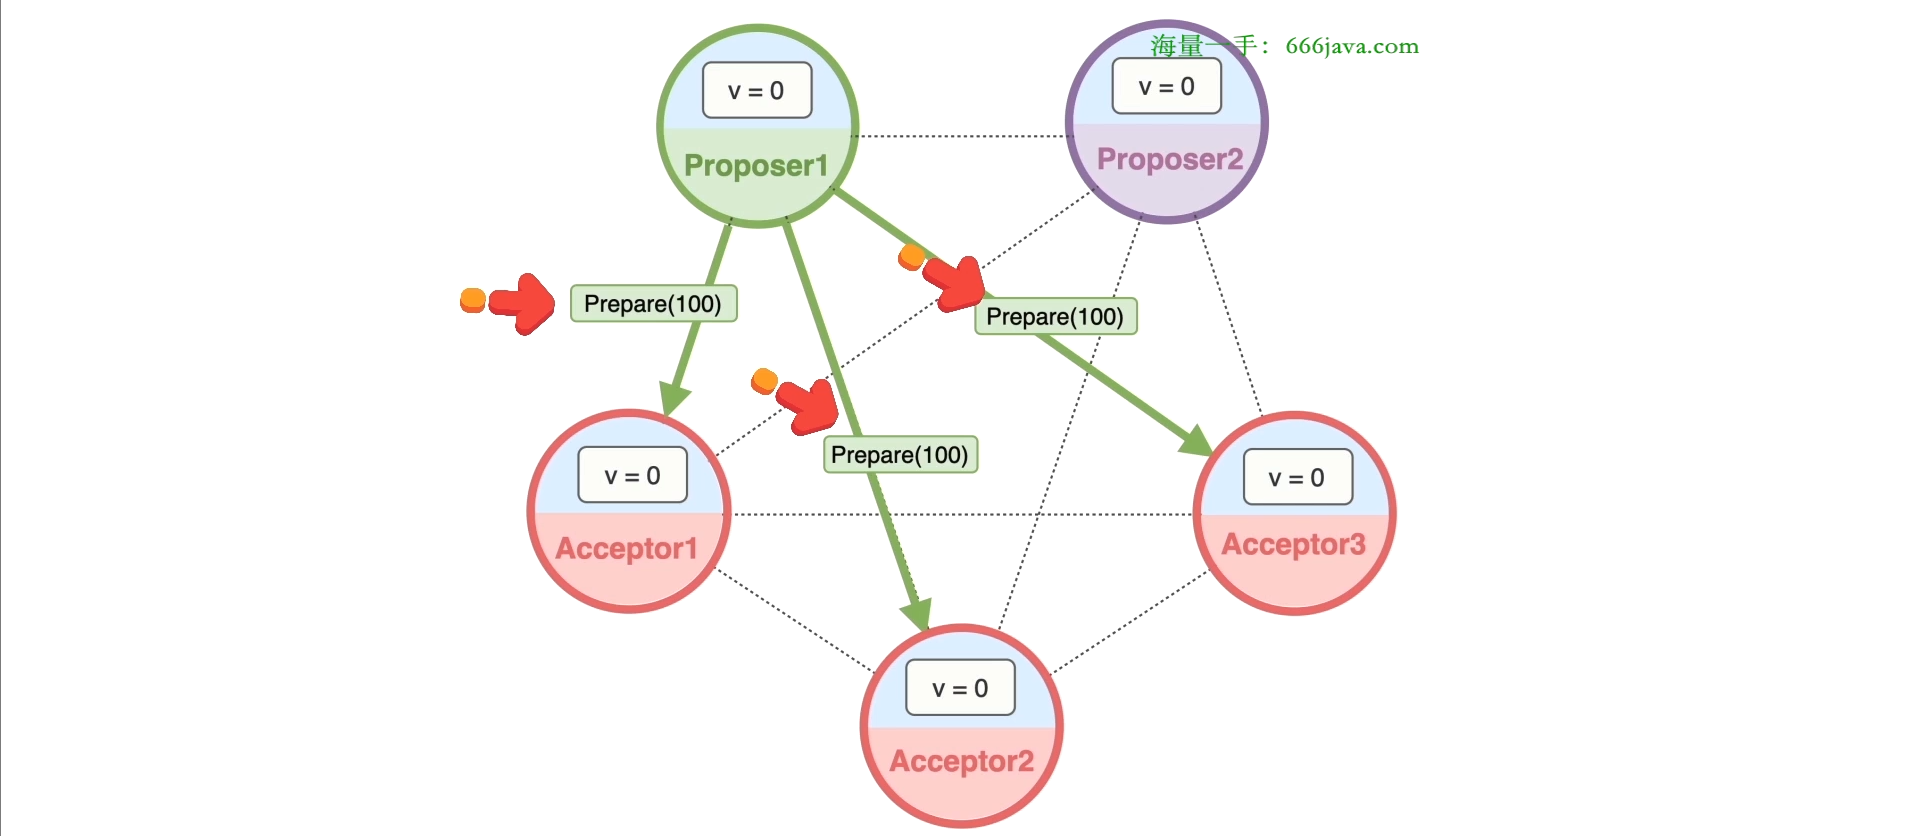 海量一手：666java.com
v = 0
v = 0
Proposer1
Proposer2
Prepare(100)
Prepare(100)
Prepare(100)
v = 0
v = 0
Acceptor1
Acceptor3
v = 0
Acceptor2